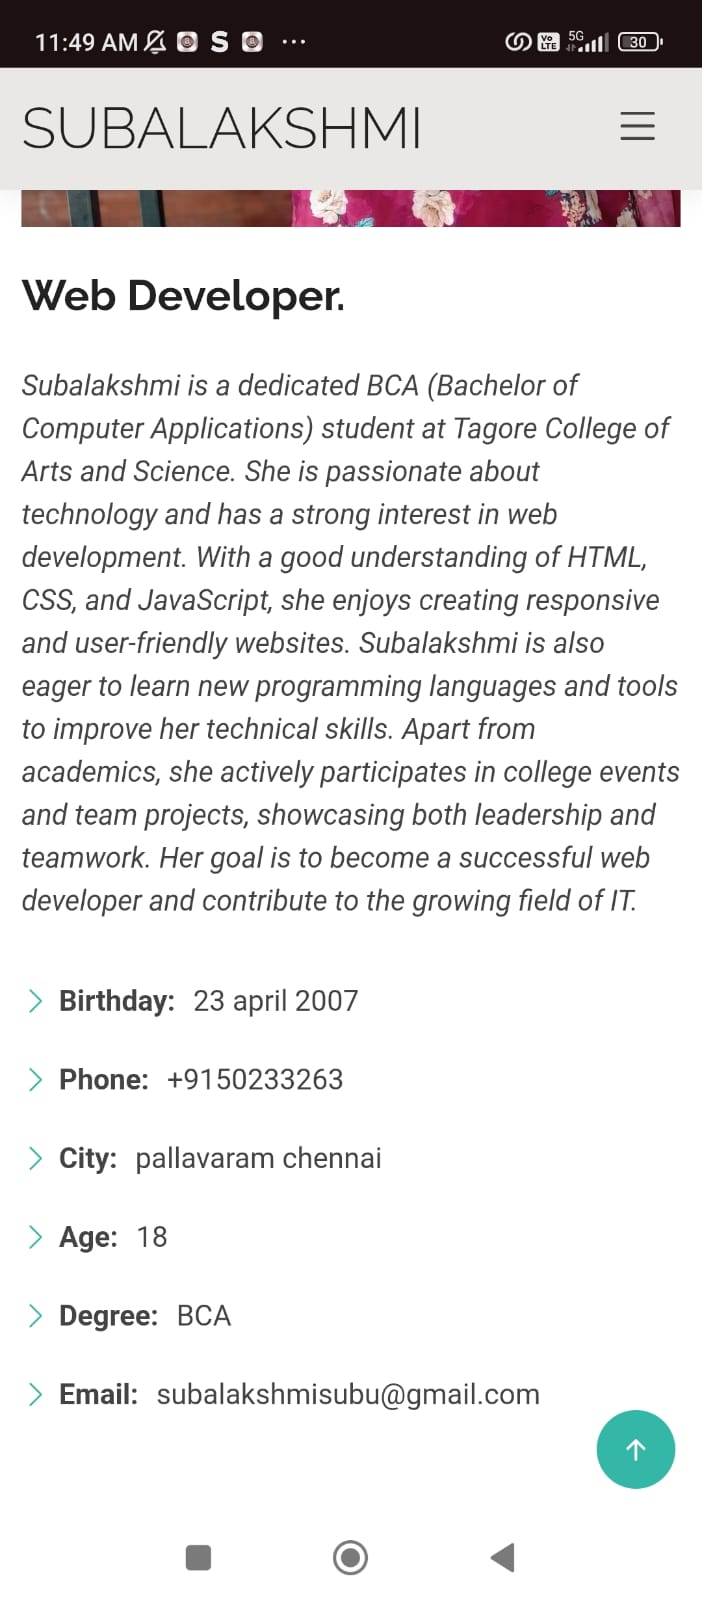 11:49 AM S ...
Vo LTE 5G 30
SUBALAKSHMI
Web Developer.
Subalakshmi is a dedicated BCA (Bachelor of
Computer Applications) student at Tagore College of
Arts and Science. She is passionate about
technology and has a strong interest in web
development. With a good understanding of HTML,
CSS, and JavaScript, she enjoys creating responsive
and user-friendly websites. Subalakshmi is also
eager to learn new programming languages and tools
to improve her technical skills. Apart from
academics, she actively participates in college events
and team projects, showcasing both leadership and
teamwork. Her goal is to become a successful web
developer and contribute to the growing field of IT.
Birthday: 23 april 2007
Phone: +9150233263
City: pallavaram chennai
Age: 18
Degree: BCA
Email: subalakshmisubu@gmail.com